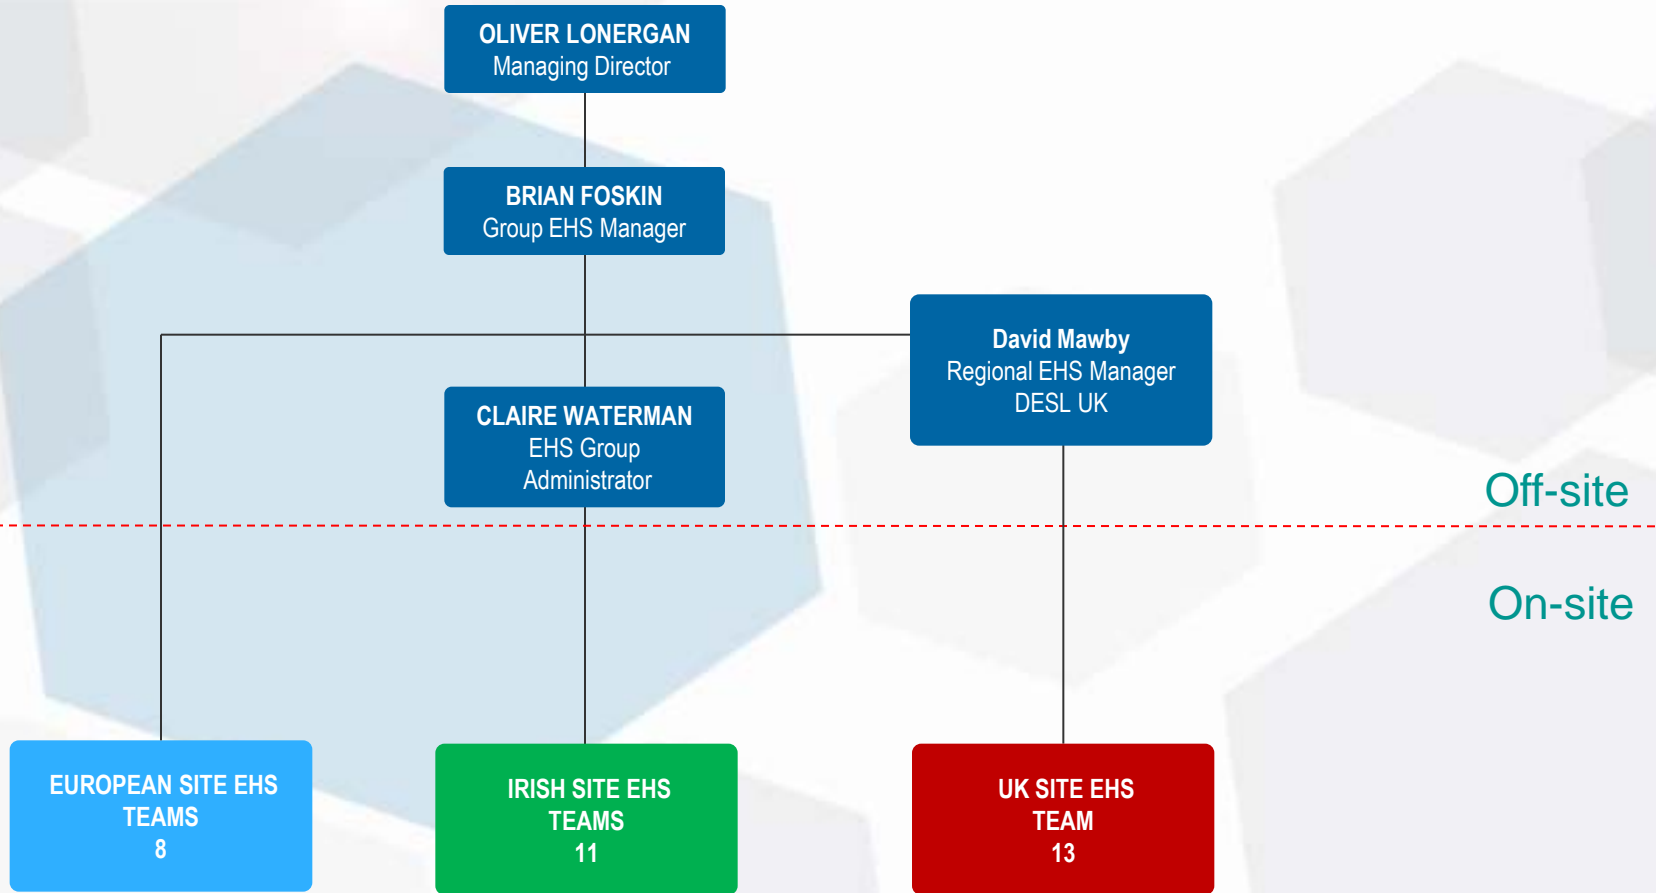 OLIVER LONERGAN
Managing Director
BRIAN FOSKIN
Group EHS Manager
David Mawby
Regional EHS Manager
DESL UK
CLAIRE WATERMAN
EHS Group
Administrator
Off-site
On-site
EUROPEAN SITE EHS
TEAMS
8
IRISH SITE EHS
TEAMS
11
UK SITE EHS
TEAM
13